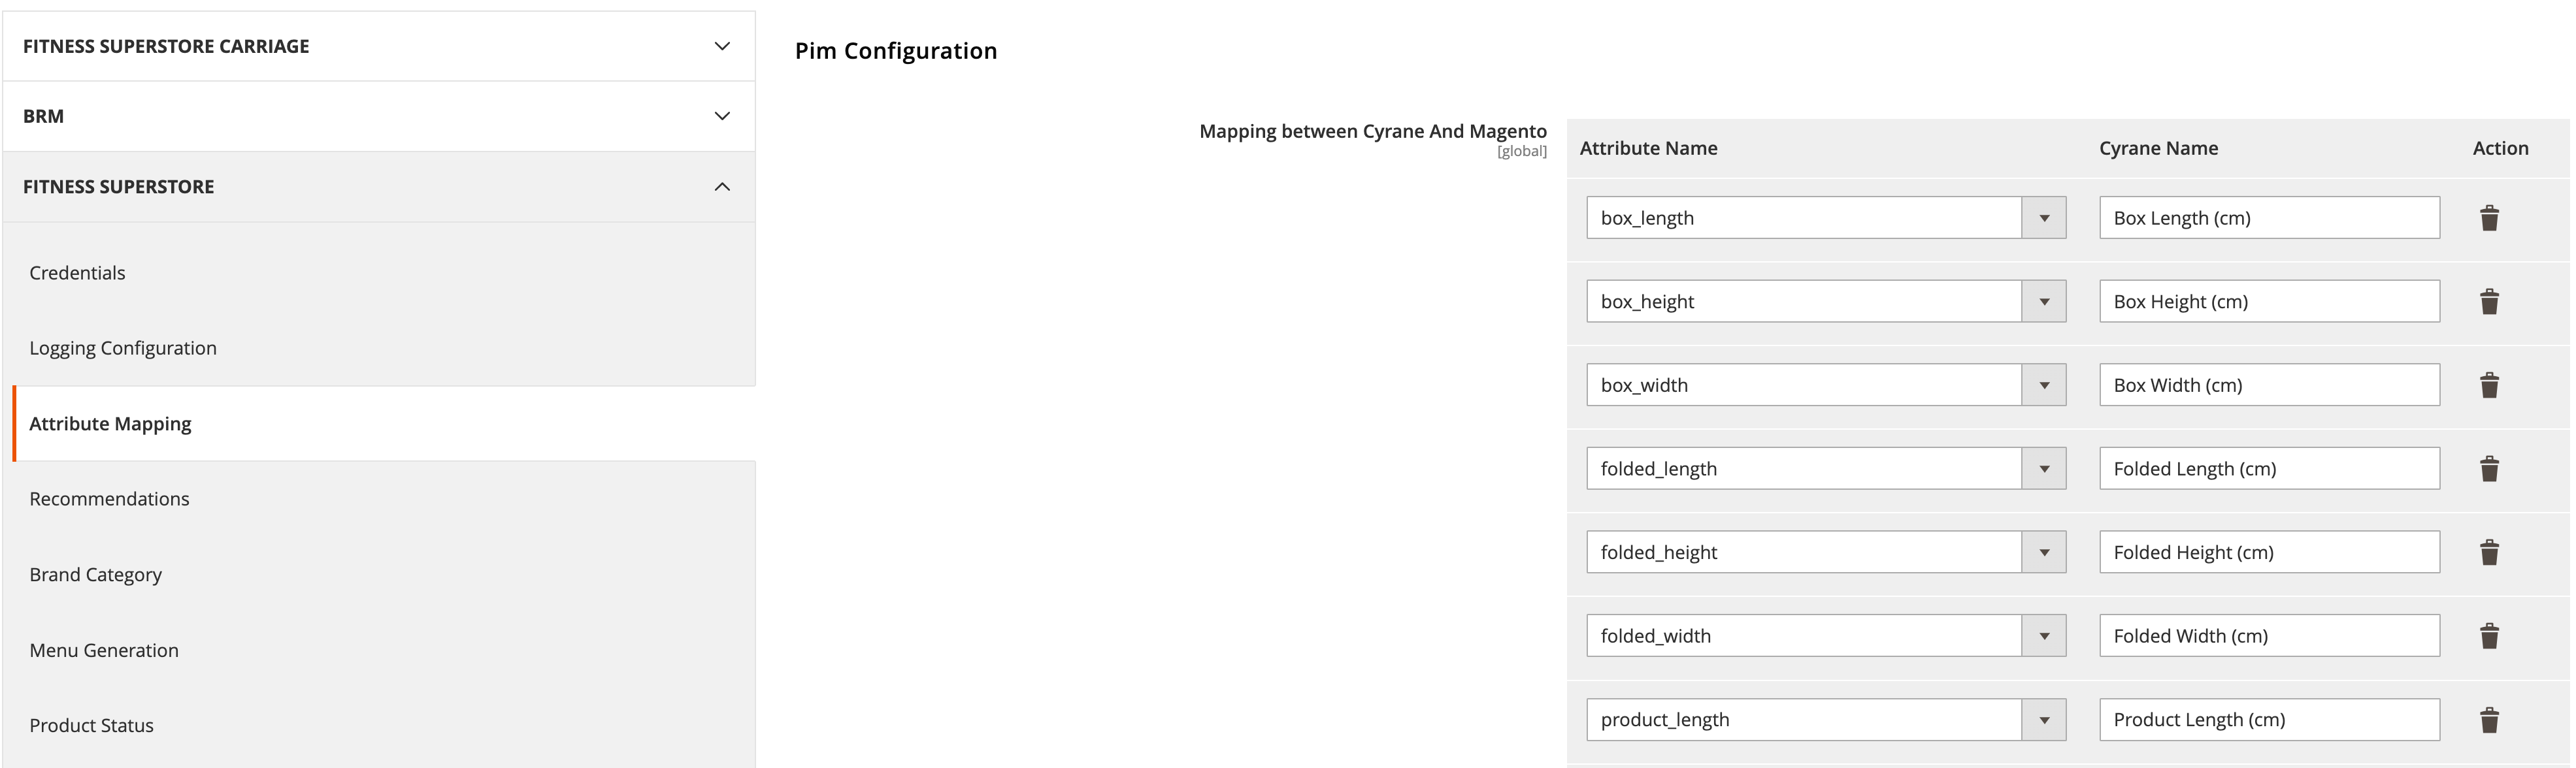 FITNESS SUPERSTORE CARRIAGE
BRM
FITNESS SUPERSTORE
Credentials
Logging Configuration
Attribute Mapping
Recommendations
Brand Category
Menu Generation
Product Status
Pim Configuration
Mapping between Cyrane And Magento
[global]
Attribute Name Cyrane Name Action
box_length Box Length (cm)
box_height Box Height (cm)
box_width Box Width (cm)
folded_length Folded Length (cm)
folded_height Folded Height (cm)
folded_width Folded Width (cm)
product_length Product Length (cm)